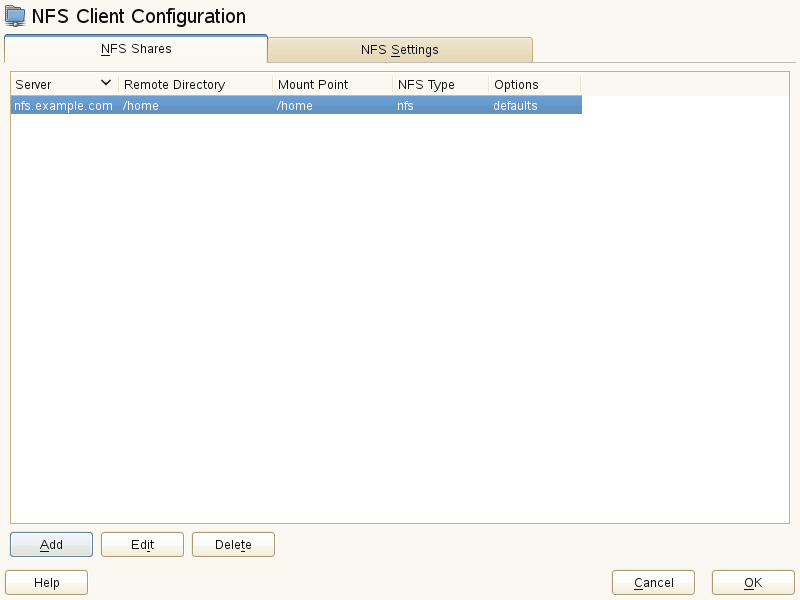 NFS Client Configuration
NFS Shares NFS Settings
Server Remote Directory Mount Point NFS Type Options
nfs.example.com /home /home nfs defaults
Add Edit Delete
Help Cancel OK